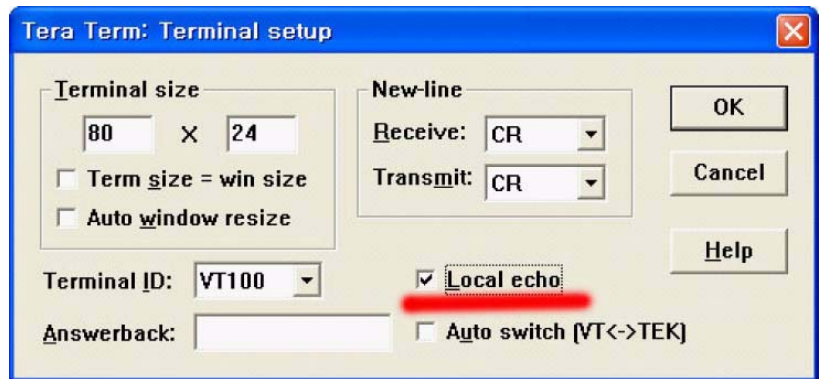 Tera Term: Terminal setup
Terminal size
80 X 24
Term size = win size
Auto window resize
New-line
Receive: CR
Transmit: CR
OK
Cancel
Help
Terminal ID: VT100
Local echo
Answerback:
Auto switch (VT<->TEK)